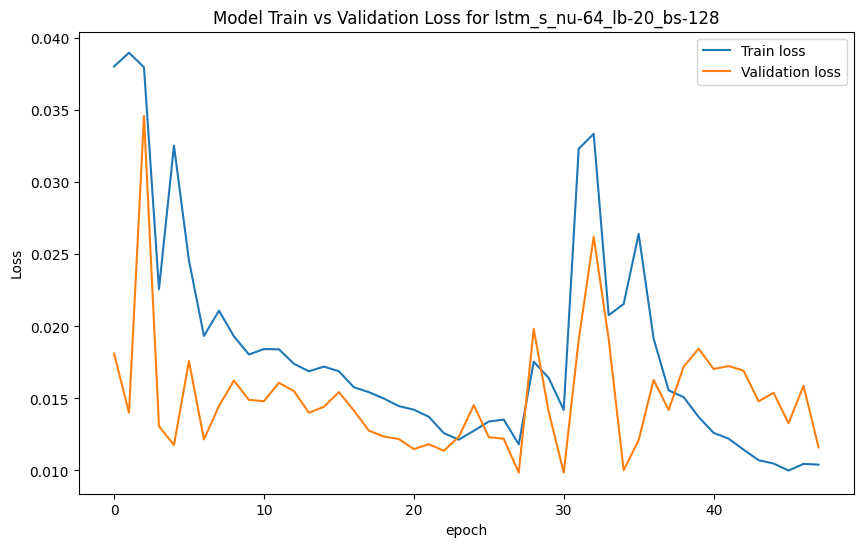 Model Train vs Validation Loss for lstm_s_nu-64_lb-20_bs-128
Train loss
Validation loss
0.040
0.035
0.030
0.025
0.020
0.015
0.010
Loss
0 10 20 30 40
epoch